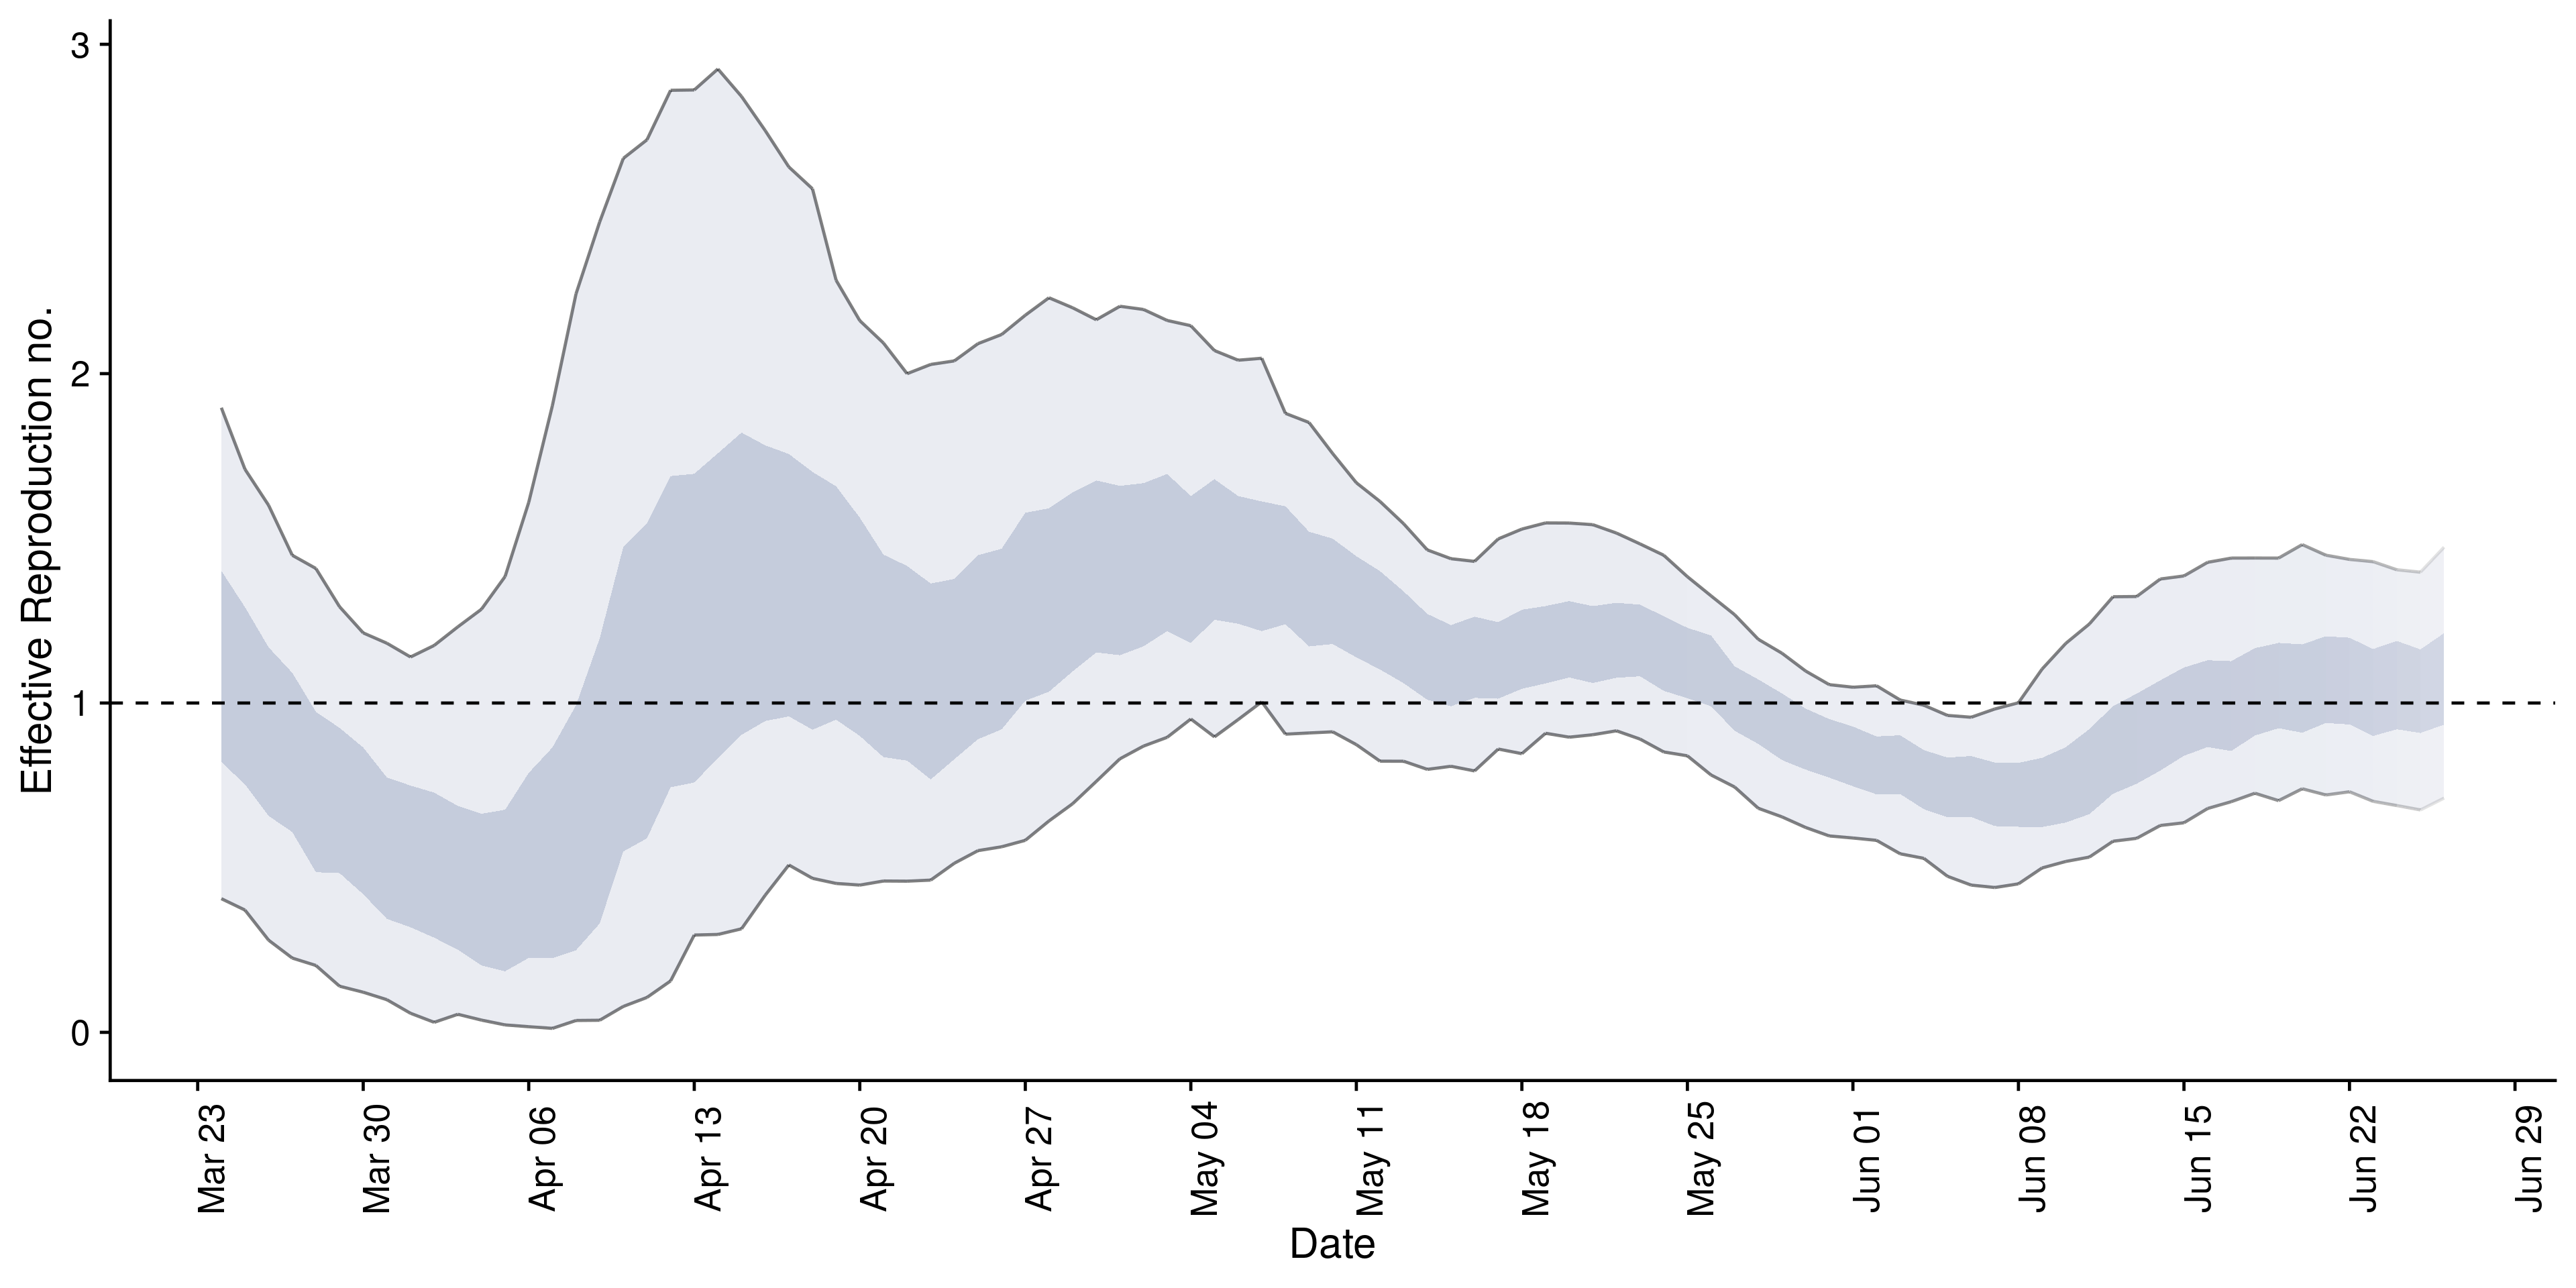 Effective Reproduction no.
3
2
1
0
Mar 23
Mar 30
Apr 06
Apr 13
Apr 20
Apr 27
May 04
May 11
May 18
May 25
Jun 01
Jun 08
Jun 15
Jun 22
Jun 29
Date